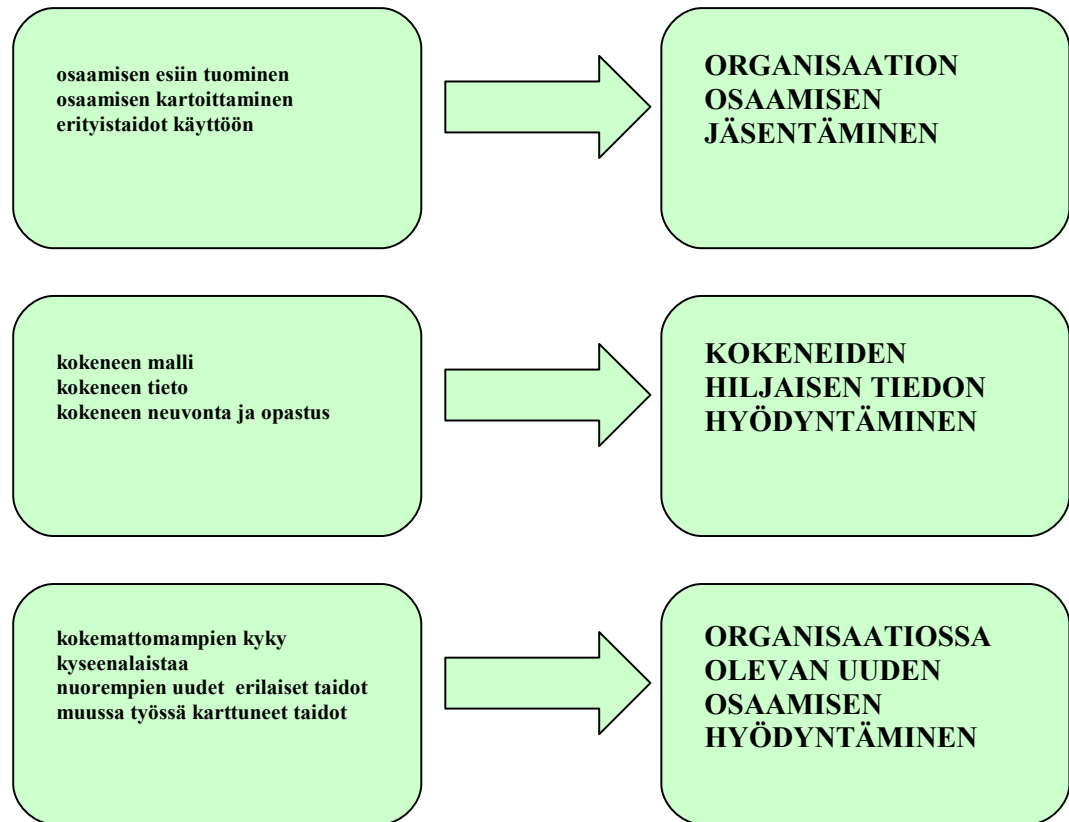 osaamisen esiin tuominen
osaamisen kartoittaminen
erityistaidot käyttöön
ORGANISAATION
OSAAMISEN
JÄSENTÄMINEN
kokeneen malli
kokeneen tieto
kokeneen neuvonta ja opastus
KOKENEIDEN
HILJAISEN TIEDON
HYÖDYNTÄMINEN
kokemattomampien kyky
kyseenalaistaa
nuorempien uudet  erilaiset taidot
muussa työssä karttuneet taidot
ORGANISAATIOSSA
OLEVAN UUDEN
OSAAMISEN
HYÖDYNTÄMINEN